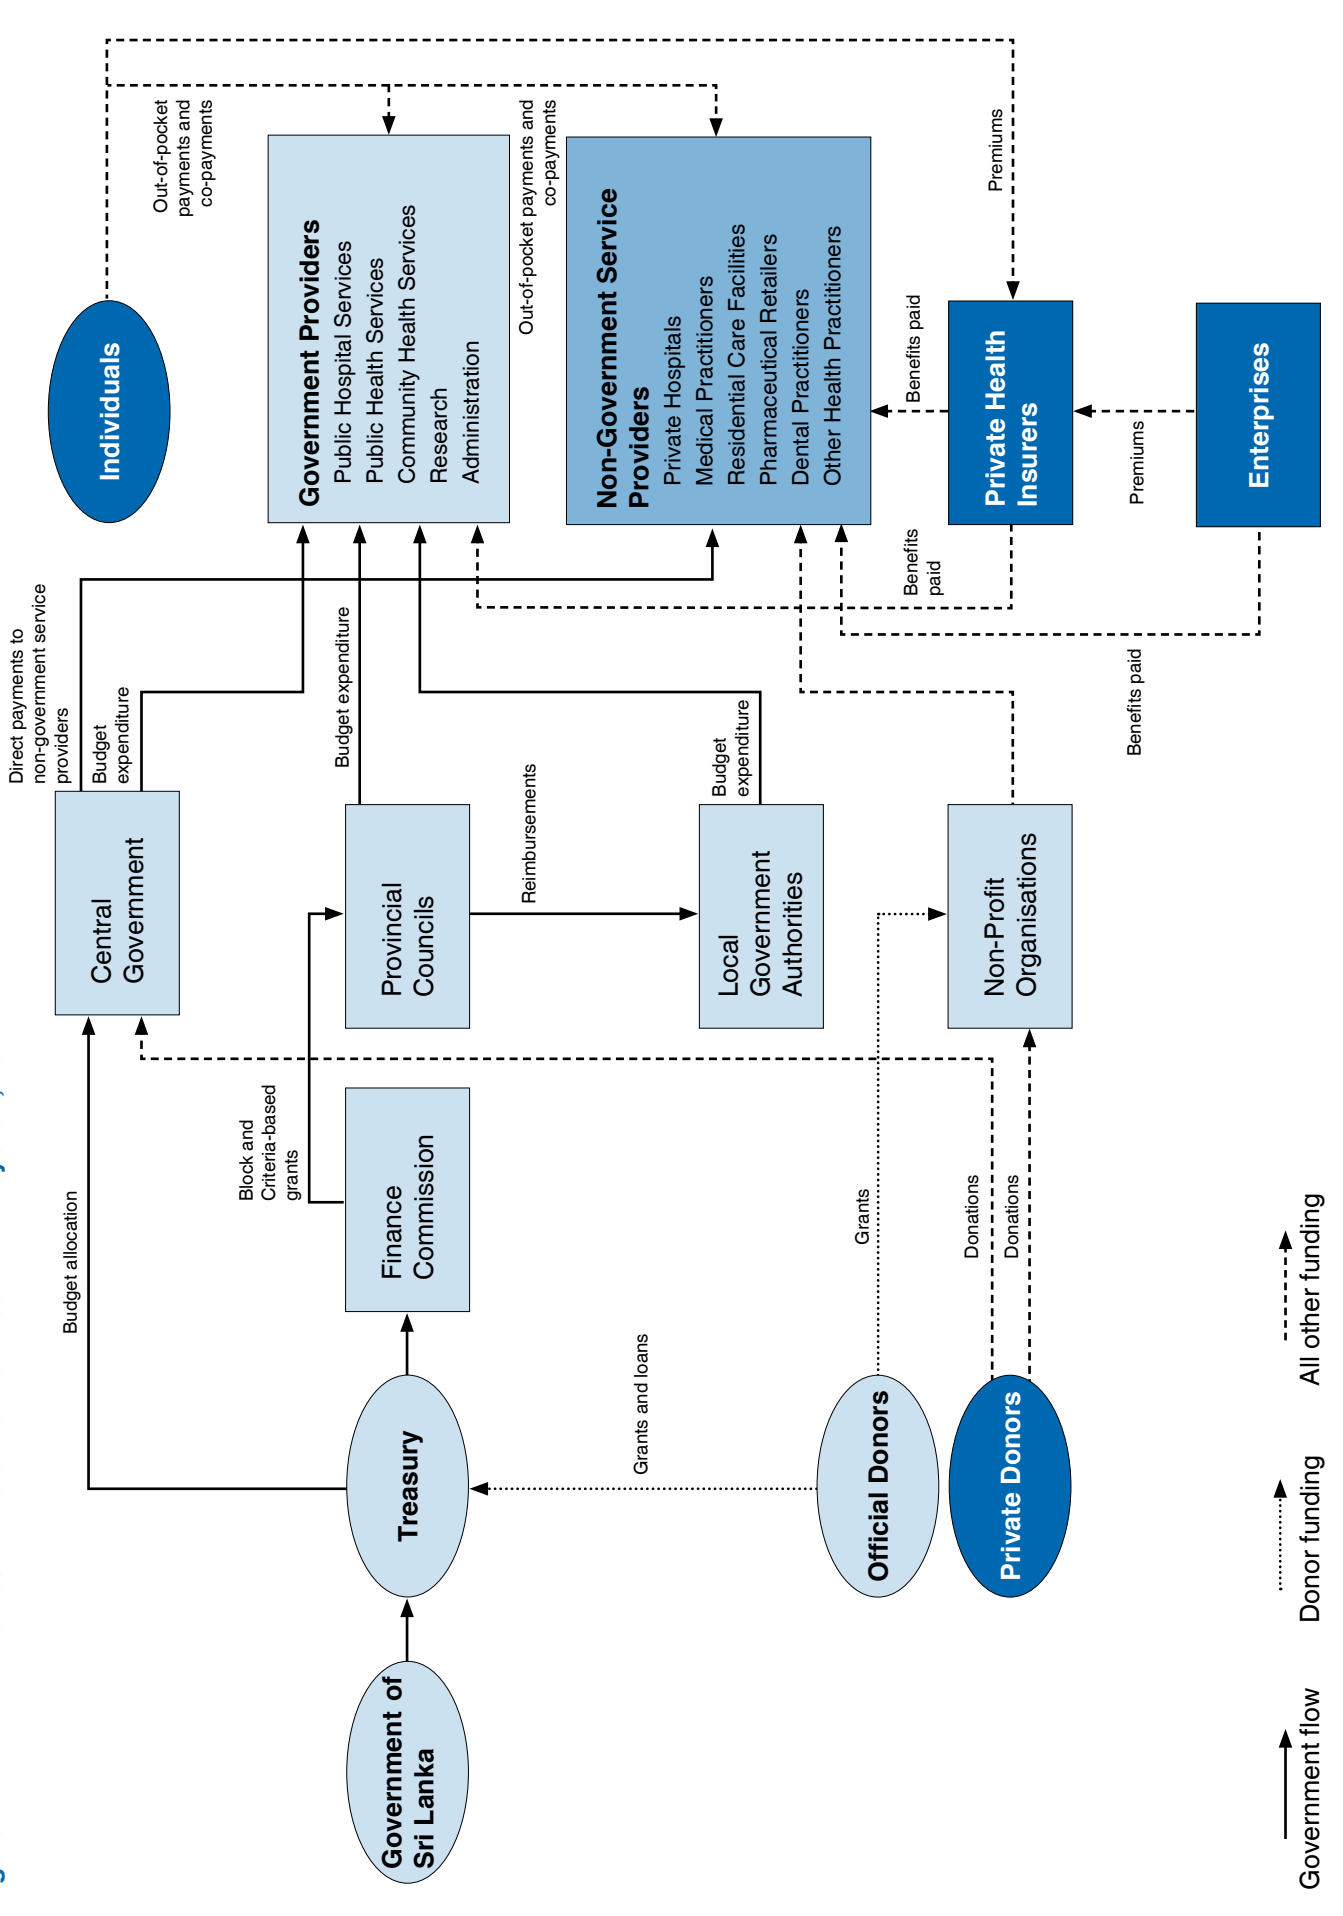 Direct payments to
non-government service
providers
Budget
expenditure
Budget allocation
Central
Government
Individuals
Out-of-pocket
payments and
co-payments
Block and
Criteria-based
grants
Budget expenditure
Government of
Sri Lanka
Treasury
Finance
Commission
Provincial
Councils
Government Providers
Public Hospital Services
Public Health Services
Community Health Services
Research
Administration
Reimbursements
Out-of-pocket payments and
co-payments
Grants and loans
Local
Government
Authorities
Budget
expenditure
Non-Government Service
Providers
Private Hospitals
Medical Practitioners
Residential Care Facilities
Pharmaceutical Retailers
Dental Practitioners
Other Health Practitioners
Official Donors
Grants
Benefits
paid
Benefits paid
Private Donors
Donations
Donations
Non-Profit
Organisations
Private Health
Insurers
Premiums
Benefits paid
Premiums
Enterprises
Government flow
Donor funding
All other funding